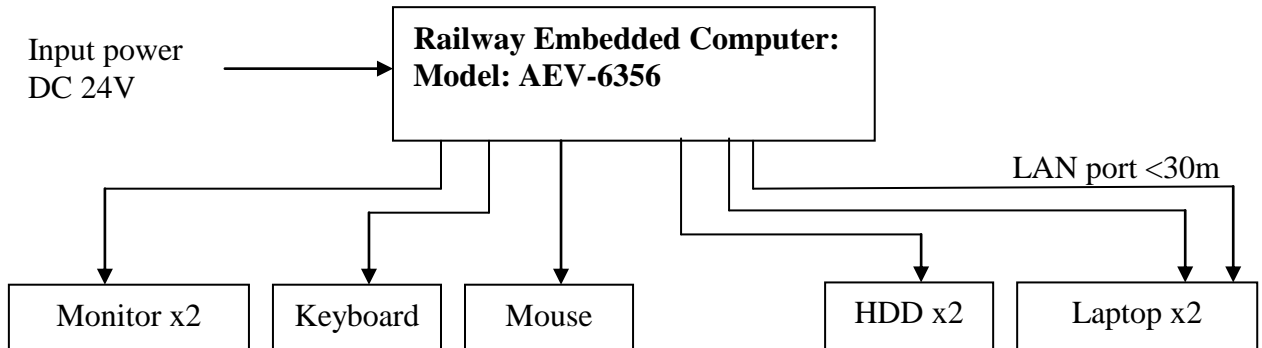 Input power
DC 24V
Railway Embedded Computer:
Model: AEV-6356
LAN port <30m
Monitor x2
Keyboard
Mouse
HDD x2
Laptop x2